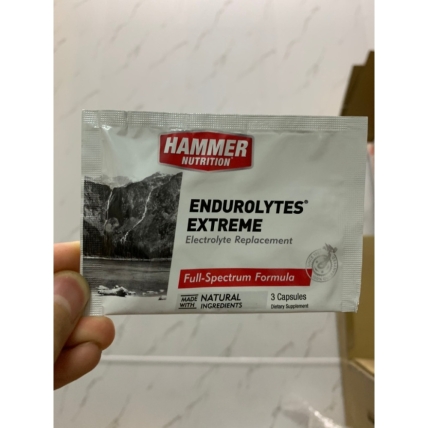 HAMMER
NUTRITION®
ENDUROLYTES®
EXTREME
Electrolyte Replacement
Full-Spectrum Formula
MADE WITH NATURAL INGREDIENTS
3 Capsules
Dietary Supplement